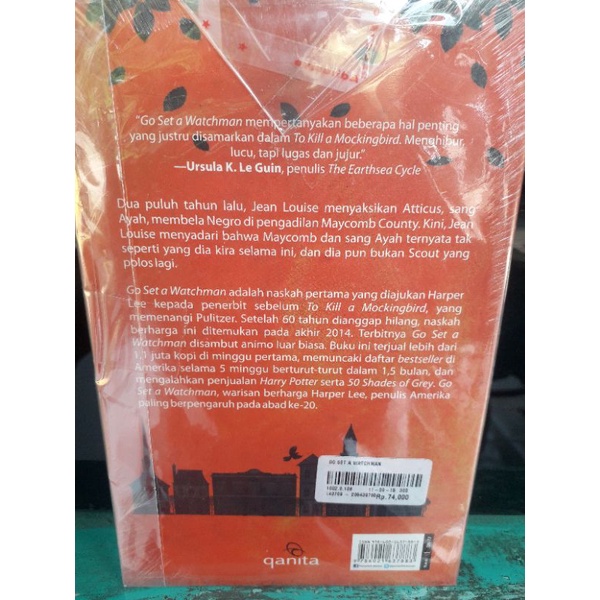 "Go Set a Watchman mempertanyakan beberapa hal penting
yang justru disamarkan dalam To Kill a Mockingbird. Menghibur,
lucu, tapi lugas dan jujur."
—Ursula K. Le Guin, penulis The Earthsea Cycle
Dua puluh tahun lalu, Jean Louise menyaksikan Atticus, sang
Ayah, membela Negro di pengadilan Maycomb County. Kini, Jean
Louise menyadari bahwa Maycomb dan sang Ayah ternyata tak
seperti yang dia kira selama ini, dan dia pun bukan Scout yang
polos lagi.
Go Set a Watchman adalah naskah pertama yang diajukan Harper
Lee kepada penerbit sebelum To Kill a Mockingbird, yang
memenangi Pulitzer. Setelah 60 tahun dianggap hilang, naskah
berharga ini ditemukan pada akhir 2014. Terbitnya Go Set a
Watchman disambut animo luar biasa. Buku ini terjual lebih dari
1,1 juta kopi di minggu pertama, memuncaki daftar bestseller di
Amerika selama 5 minggu berturut-turut dalam 1,5 bulan, dan
mengalahkan penjualan Harry Potter serta 50 Shades of Grey. Go
Set a Watchman, warisan berharga Harper Lee, penulis Amerika
paling berpengaruh pada abad ke-20.
GO SET A WATCHMAN
Rp. 74,000
qanita